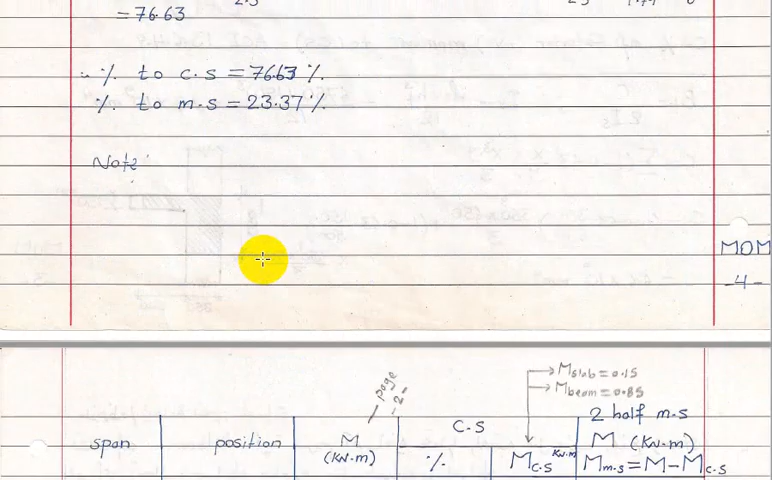 = 76.63
% to c.s = 76.63 %
% to m.s = 23.37 %
Note:
MOM
-4-
page
-2-
Mslab = 0.15
Mbeam = 0.85
span
position
M
(KN.m)
C.S
%
Mc.s KN.m
2 half m.s
M (KN.m)
Mm.s = M - Mc.s